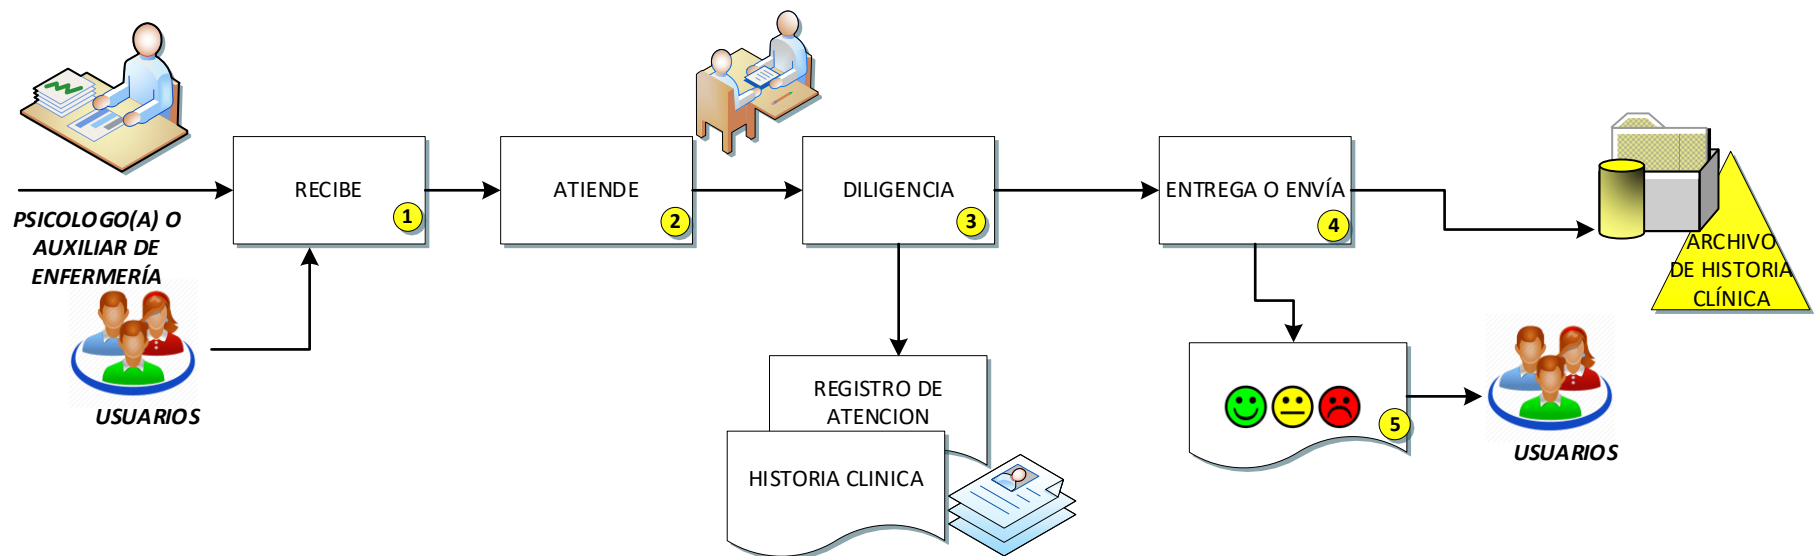 PSICOLOGO(A) O
AUXILIAR DE
ENFERMERÍA
USUARIOS
RECIBE
1
ATIENDE
2
DILIGENCIA
3
REGISTRO DE
ATENCION
HISTORIA CLINICA
ENTREGA O ENVÍA
4
5
USUARIOS
ARCHIVO
DE HISTORIA
CLÍNICA